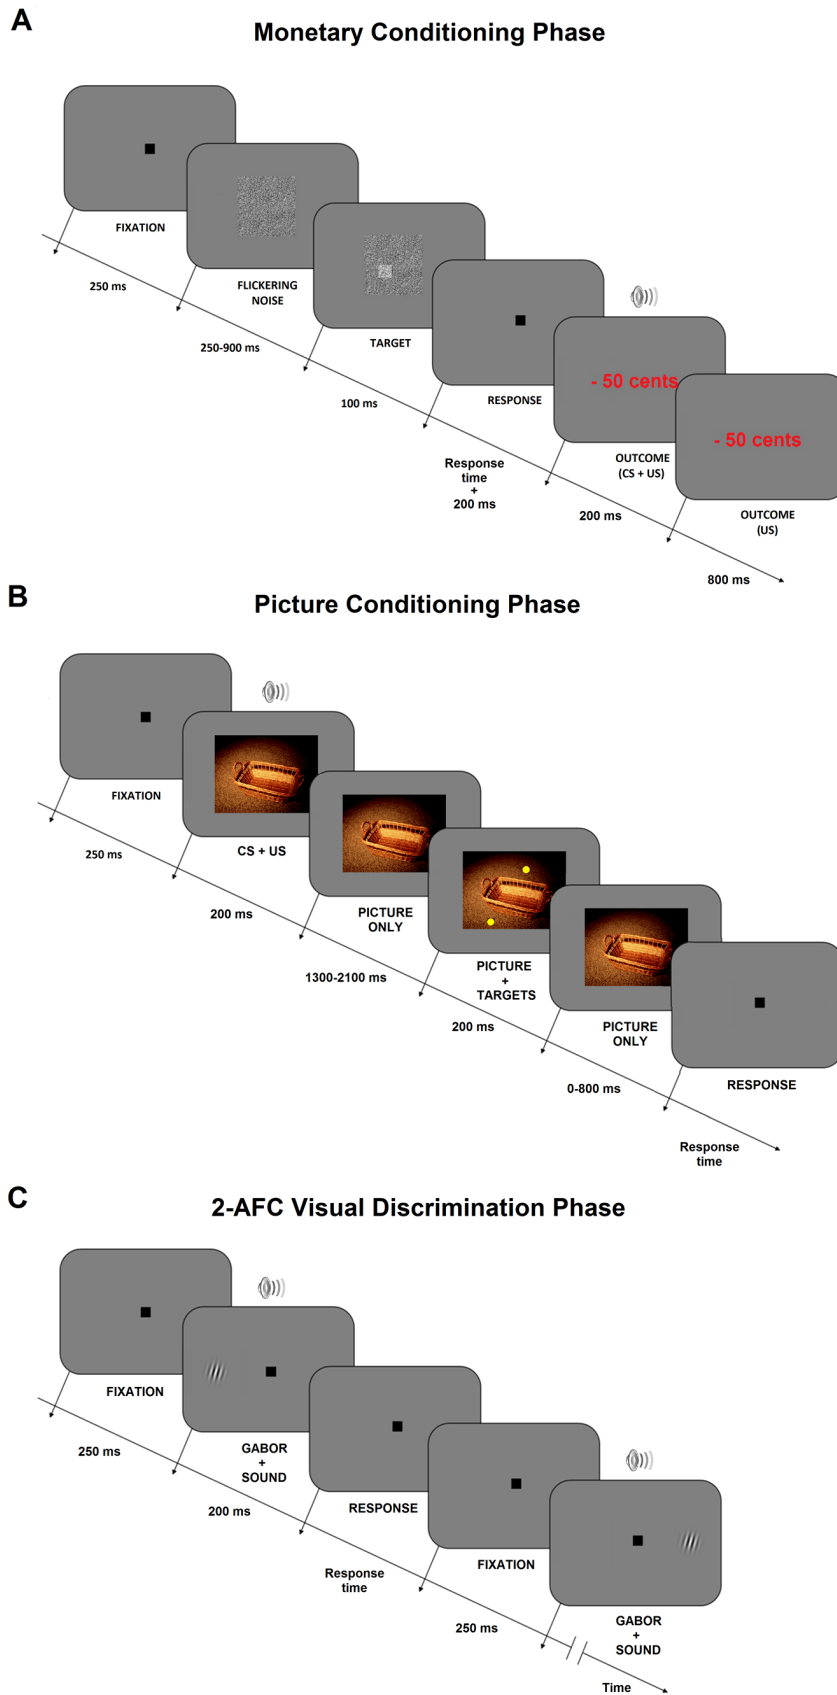 A
Monetary Conditioning Phase
FIXATION
250 ms
FLICKERING
NOISE
250-900 ms
TARGET
100 ms
RESPONSE
Response
time
+
200 ms
- 50 cents
OUTCOME
(CS + US)
200 ms
- 50 cents
OUTCOME
(US)
800 ms
B
Picture Conditioning Phase
FIXATION
250 ms
CS + US
200 ms
PICTURE
ONLY
1300-2100 ms
PICTURE
+
TARGETS
200 ms
PICTURE
ONLY
0-800 ms
RESPONSE
Response
time
C
2-AFC Visual Discrimination Phase
FIXATION
250 ms
GABOR
+
SOUND
200 ms
RESPONSE
Response
time
FIXATION
250 ms
GABOR
+
SOUND
Time